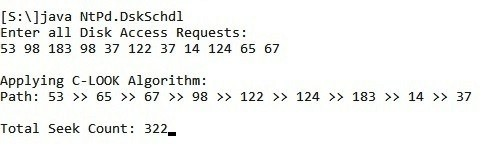 [S:\]java NtPd.DskSchdl
Enter all Disk Access Requests:
53 98 183 98 37 122 37 14 124 65 67
Applying C-LOOK Algorithm:
Path: 53 >> 65 >> 67 >> 98 >> 122 >> 124 >> 183 >> 14 >> 37
Total Seek Count: 322